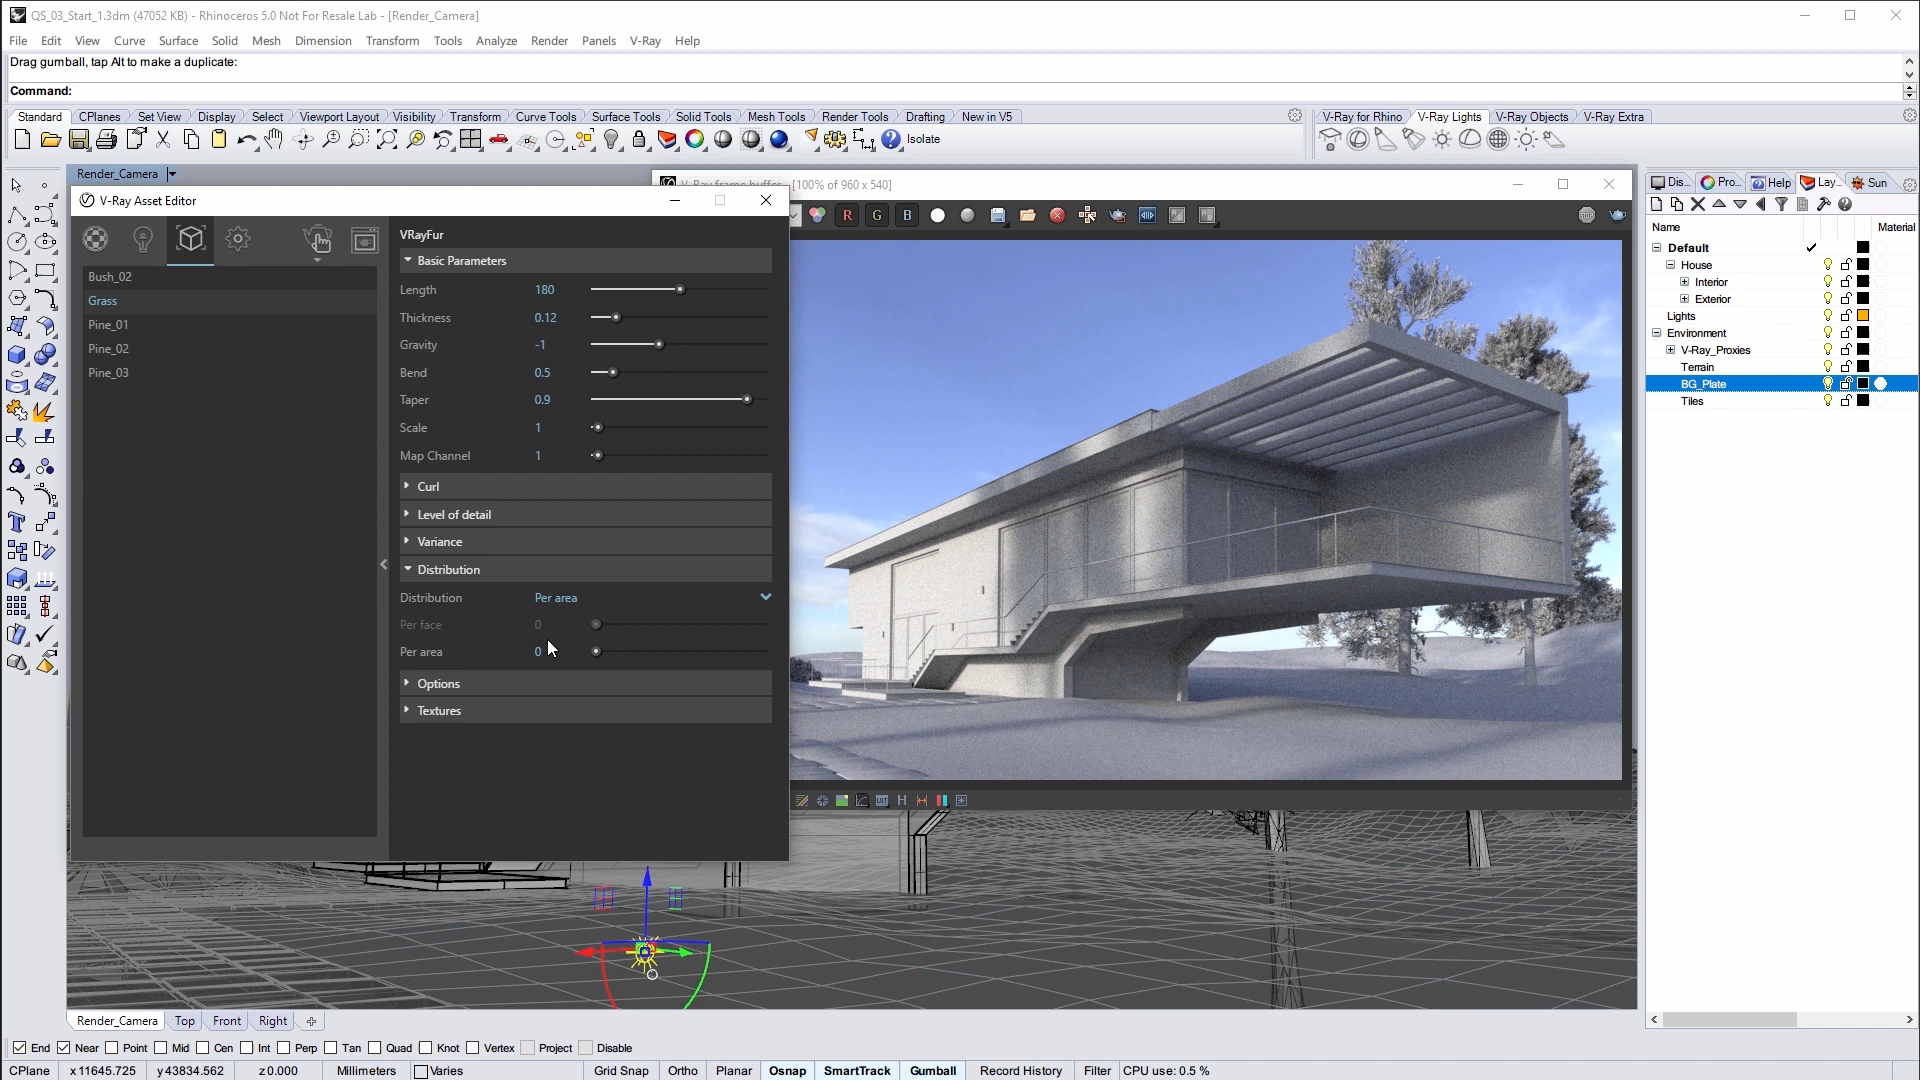 QS_03_Start_1.3dm (47052 KB) - Rhinoceros 5.0 Not For Resale Lab - [Render_Camera]
File Edit View Curve Surface Solid Mesh Dimension Transform Tools Analyze Render Panels V-Ray Help
Drag gumball, tap Alt to make a duplicate:
Command:
Standard CPlanes Set View Display Select Viewport Layout Visibility Transform Curve Tools Surface Tools Solid Tools Mesh Tools Render Tools Drafting New in V5
V-Ray for Rhino V-Ray Lights V-Ray Objects V-Ray Extra
Isolate
Render_Camera
V-Ray frame buffer - [100% of 960 x 540]
R G B
V-Ray Asset Editor
Bush_02
Grass
Pine_01
Pine_02
Pine_03
VRayFur
Basic Parameters
Length 180
Thickness 0.12
Gravity -1
Bend 0.5
Taper 0.9
Scale 1
Map Channel 1
Curl
Level of detail
Variance
Distribution
Distribution Per area
Per face 0
Per area 0
Options
Textures
Dis... Pro... Help Lay... Sun
Name Material
Default
House
Interior
Exterior
Lights
Environment
V-Ray_Proxies
Terrain
BG_Plate
Tiles
Render_Camera Top Front Right
End Near Point Mid Cen Int Perp Tan Quad Knot Vertex Project Disable
CPlane x11645.725 y43834.562 z0.000 Millimeters Varies Grid Snap Ortho Planar Osnap SmartTrack Gumball Record History Filter CPU use: 0.5 %